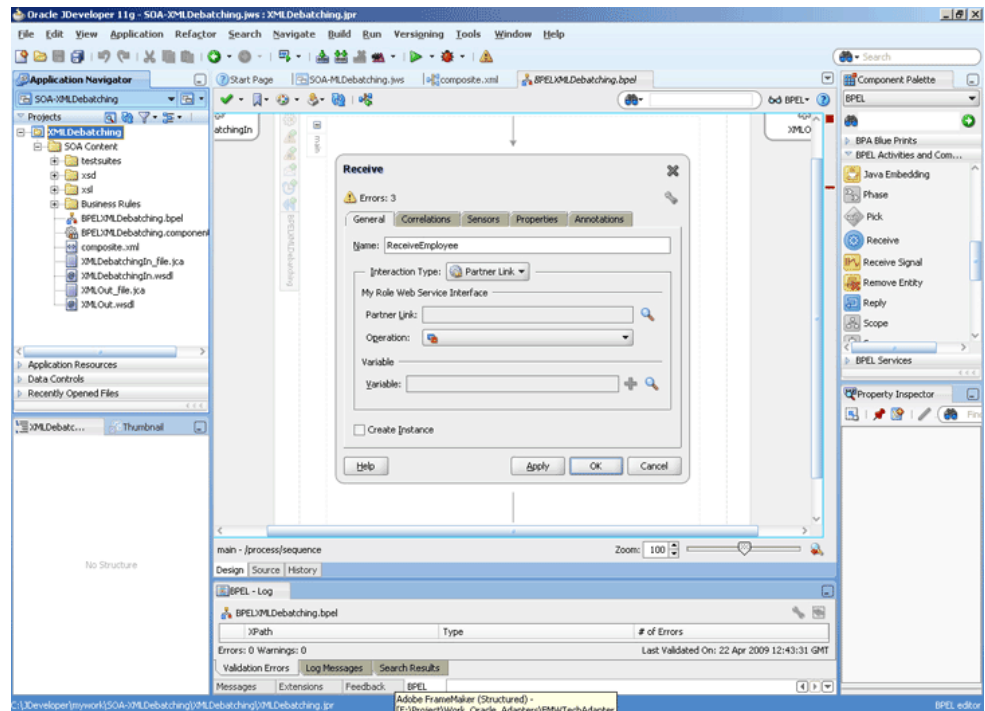 Oracle JDeveloper 11g - SOA-XMLDebatching.jws : XMLDebatching.jpr
File Edit View Application Refactor Search Navigate Build Run Versioning Tools Window Help
Search
Application Navigator
SOA-XMLDebatching
Projects
XMLDebatching
SOA Content
testsuites
xsd
xsl
Business Rules
BPELXMLDebatching.bpel
BPELXMLDebatching.component
composite.xml
XMLDebatchingIn_file.jca
XMLDebatchingIn.wsdl
XMLOut_file.jca
XMLOut.wsdl
Application Resources
Data Controls
Recently Opened Files
XMLDebatc... Thumbnail
No Structure
Start Page SOA-MLDebatching.jws composite.xml BPELXMLDebatching.bpel
BPEL
atchingIn
main
BPELXMLDebatching
XMLO
Receive
Errors: 3
General Correlations Sensors Properties Annotations
Name: ReceiveEmployee
Interaction Type: Partner Link
My Role Web Service Interface
Partner Link:
Operation:
Variable
Variable:
Create Instance
Help Apply OK Cancel
main - /process/sequence
Zoom: 100
Design Source History
BPEL - Log
BPELXMLDebatching.bpel
XPath Type # of Errors
Errors: 0 Warnings: 0 Last Validated On: 22 Apr 2009 12:43:31 GMT
Validation Errors Log Messages Search Results
Messages Extensions Feedback BPEL
Component Palette
BPEL
BPA Blue Prints
BPEL Activities and Com...
Java Embedding
Phase
Pick
Receive
Receive Signal
Remove Entity
Reply
Scope
BPEL Services
Property Inspector
Find
Adobe FrameMaker (Structured) -
[E:\Project\Work_Oracle_Adapters\FMWTechAdapter
C:\JDeveloper\mywork\SOA-XMLDebatching\XMLDebatching\XMLDebatching.jpr
BPEL editor